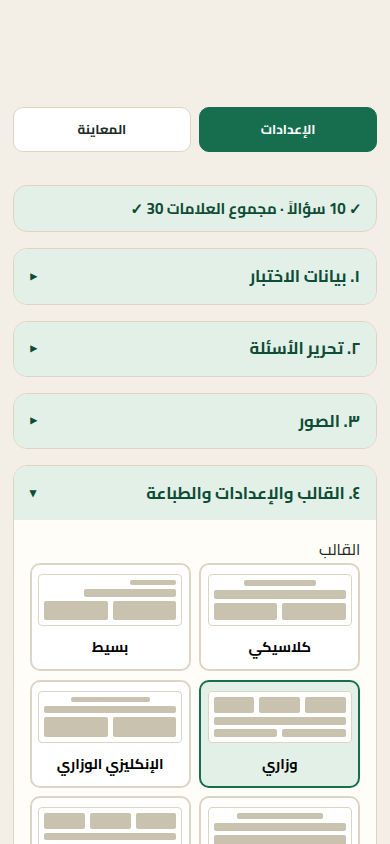 الإعدادات
المعاينة
✓ 10 سؤالاً · مجموع العلامات 30 ✓
١. بيانات الاختبار
٢. تحرير الأسئلة
٣. الصور
٤. القالب والإعدادات والطباعة
القالب
كلاسيكي
بسيط
وزاري
الإنكليزي الوزاري